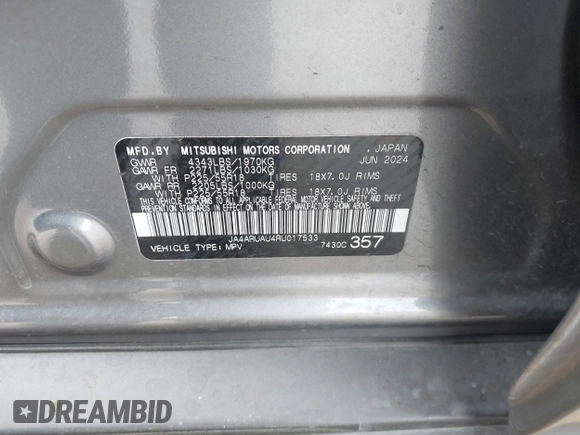 MFD.BY MITSUBISHI MOTORS CORPORATION , JAPAN
GVWR 4343LBS/1970KG JUN 2024
GAWR FR 2271LBS/1030KG
WITH P225/55R18 TIRES 18X7.0J RIMS
GAWR RR 2205LBS/1000KG
WITH P225/55R18 TIRES 18X7.0J RIMS
THIS VEHICLE CONFORMS TO ALL APPLICABLE FEDERAL MOTOR VEHICLE SAFETY, BUMPER, AND
THEFT PREVENTION STANDARDS IN EFFECT ON THE DATE OF MANUFACTURE SHOWN ABOVE.
JA4ARUAU4RU017533
VEHICLE TYPE: MPV 7430C 357
DREAMBID